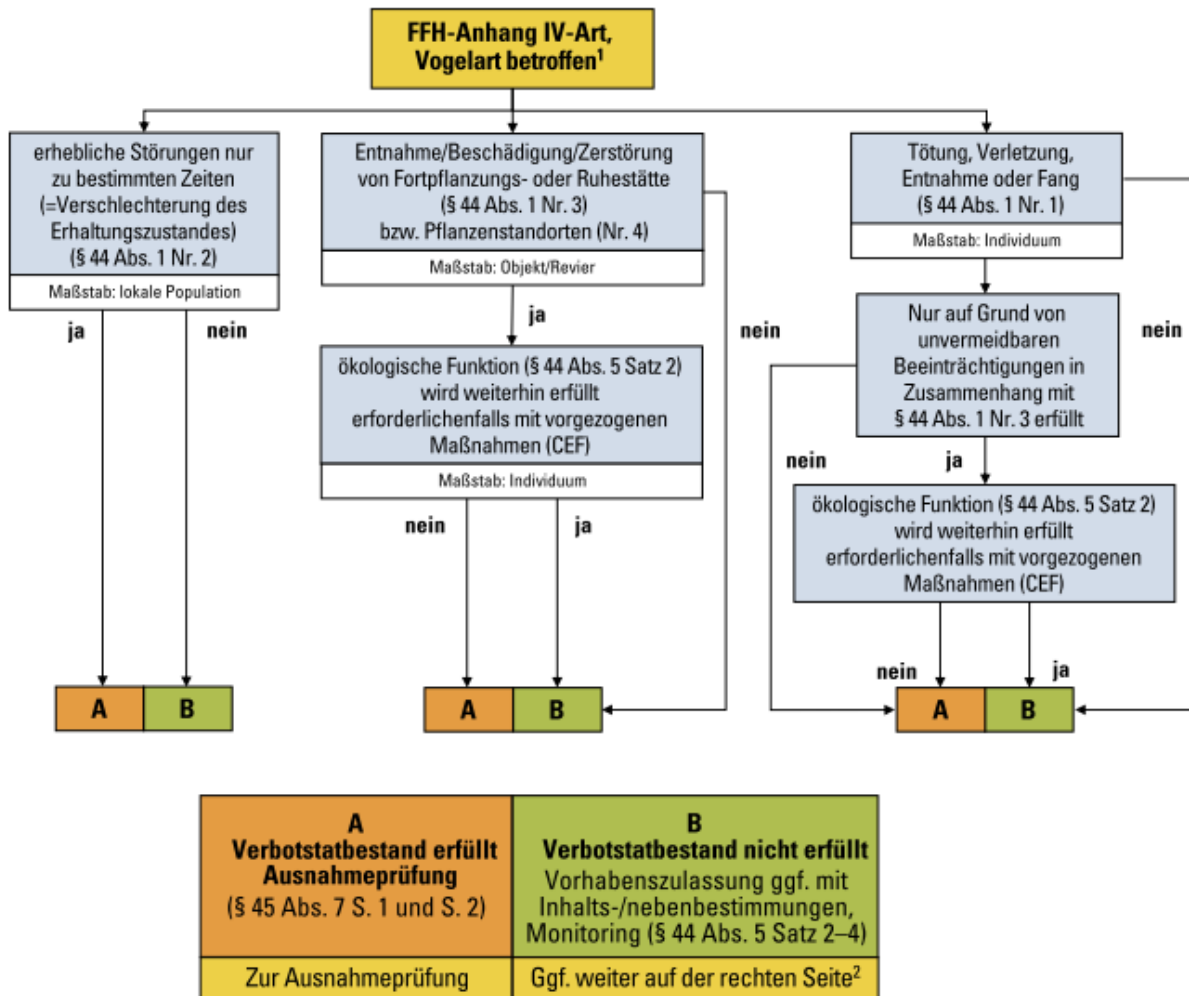 FFH-Anhang IV-Art,
Vogelart betroffen¹
erhebliche Störungen nur
zu bestimmten Zeiten
(=Verschlechterung des
Erhaltungszustandes)
(§ 44 Abs. 1 Nr. 2)
Maßstab: lokale Population
ja
nein
Entnahme/Beschädigung/Zerstörung
von Fortpflanzungs- oder Ruhestätte
(§ 44 Abs. 1 Nr. 3)
bzw. Pflanzenstandorten (Nr. 4)
Maßstab: Objekt/Revier
ja
nein
ökologische Funktion (§ 44 Abs. 5 Satz 2)
wird weiterhin erfüllt
erforderlichenfalls mit vorgezogenen
Maßnahmen (CEF)
Maßstab: Individuum
nein
ja
Tötung, Verletzung,
Entnahme oder Fang
(§ 44 Abs. 1 Nr. 1)
Maßstab: Individuum
nein
Nur auf Grund von
unvermeidbaren
Beeinträchtigungen in
Zusammenhang mit
§ 44 Abs. 1 Nr. 3 erfüllt
nein
ja
ökologische Funktion (§ 44 Abs. 5 Satz 2)
wird weiterhin erfüllt
erforderlichenfalls mit vorgezogenen
Maßnahmen (CEF)
nein
ja
A
B
A
B
A
B
A
Verbotstatbestand erfüllt
Ausnahmeprüfung
(§ 45 Abs. 7 S. 1 und S. 2)
Zur Ausnahmeprüfung
B
Verbotstatbestand nicht erfüllt
Vorhabenszulassung ggf. mit
Inhalts-/nebenbestimmungen,
Monitoring (§ 44 Abs. 5 Satz 2–4)
Ggf. weiter auf der rechten Seite²